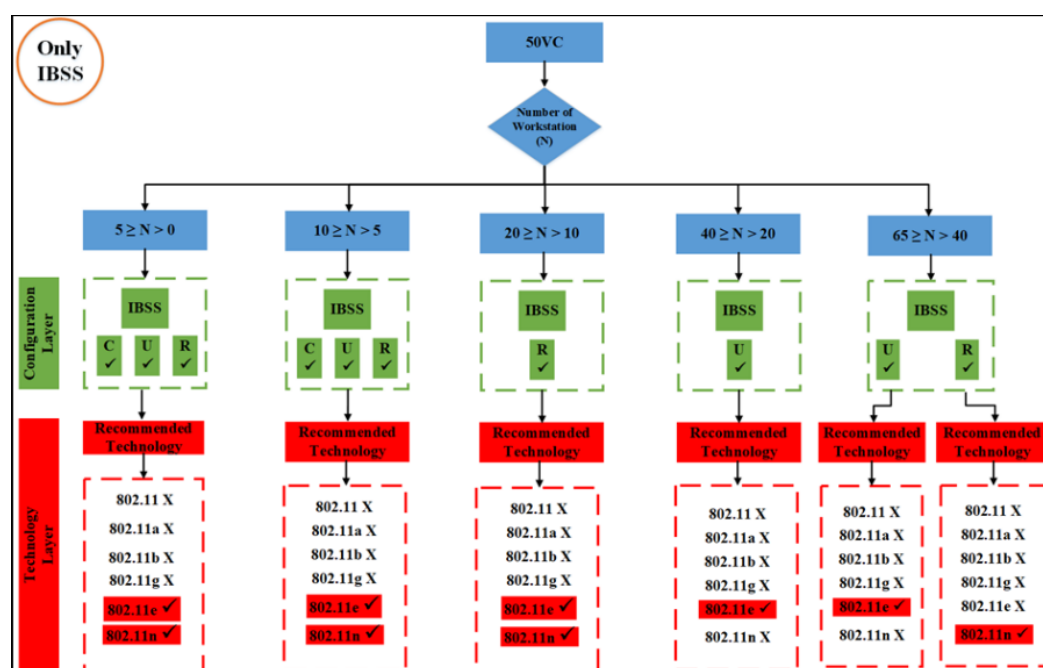 Only
IBSS
50VC
Number of
Workstation
(N)
5 ≥ N > 0
10 ≥ N > 5
20 ≥ N > 10
40 ≥ N > 20
65 ≥ N > 40
Configuration
Layer
IBSS
C ✓ U ✓ R ✓
IBSS
C ✓ U ✓ R ✓
IBSS
R ✓
IBSS
U ✓
IBSS
U ✓ R ✓
Technology
Layer
Recommended
Technology
802.11 X
802.11a X
802.11b X
802.11g X
802.11e ✓
802.11n ✓
Recommended
Technology
802.11 X
802.11a X
802.11b X
802.11g X
802.11e ✓
802.11n ✓
Recommended
Technology
802.11 X
802.11a X
802.11b X
802.11g X
802.11e ✓
802.11n ✓
Recommended
Technology
802.11 X
802.11a X
802.11b X
802.11g X
802.11e ✓
802.11n X
Recommended
Technology
802.11 X
802.11a X
802.11b X
802.11g X
802.11e ✓
802.11n X
Recommended
Technology
802.11 X
802.11a X
802.11b X
802.11g X
802.11e X
802.11n ✓